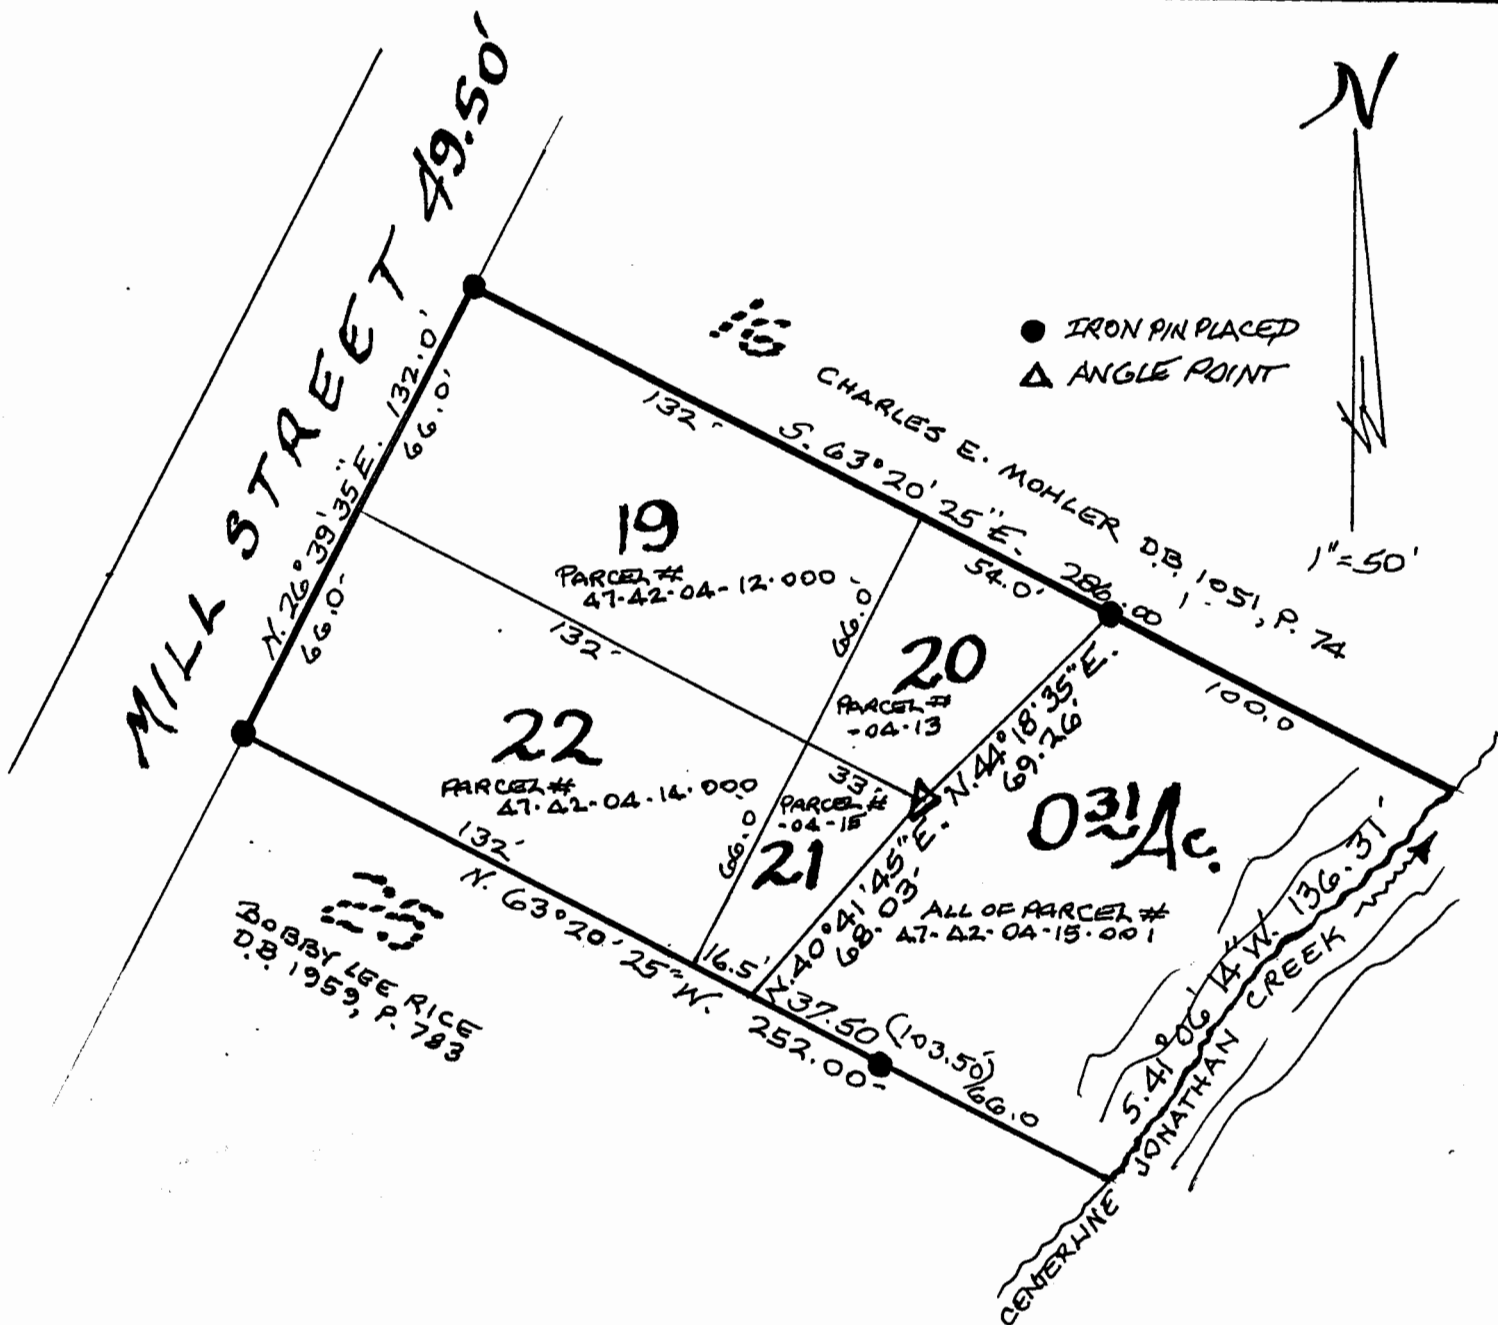 MILL STREET 49.50'
N
1"=50'
IRON PIN PLACED
ANGLE POINT
16
CHARLES E. MOHLER D.B. 1051, P. 74
132'
S. 63°20'25"E. 286.00
54.0'
100.0
N. 26°39'35"E. 132.0'
66.0'
66.0'
19
PARCEL #
47-42-04-12.000
132'
66.0'
20
PARCEL #
-04-13
N. 44°18'35"E.
69.26'
22
PARCEL #
47-42-04-14.000
33'
PARCEL #
-04-15
21
66.0'
N. 40°41'45"E.
68.03'
0.31 Ac.
ALL OF PARCEL #
47-42-04-15.001
132'
N. 63°20'25"W. 252.00'
16.5'
37.50 (103.50')
66.0
25
BOBBY LEE RICE
D.B. 1959, P. 783
S. 41°06'14"W. 136.31'
CENTERLINE JONATHAN CREEK